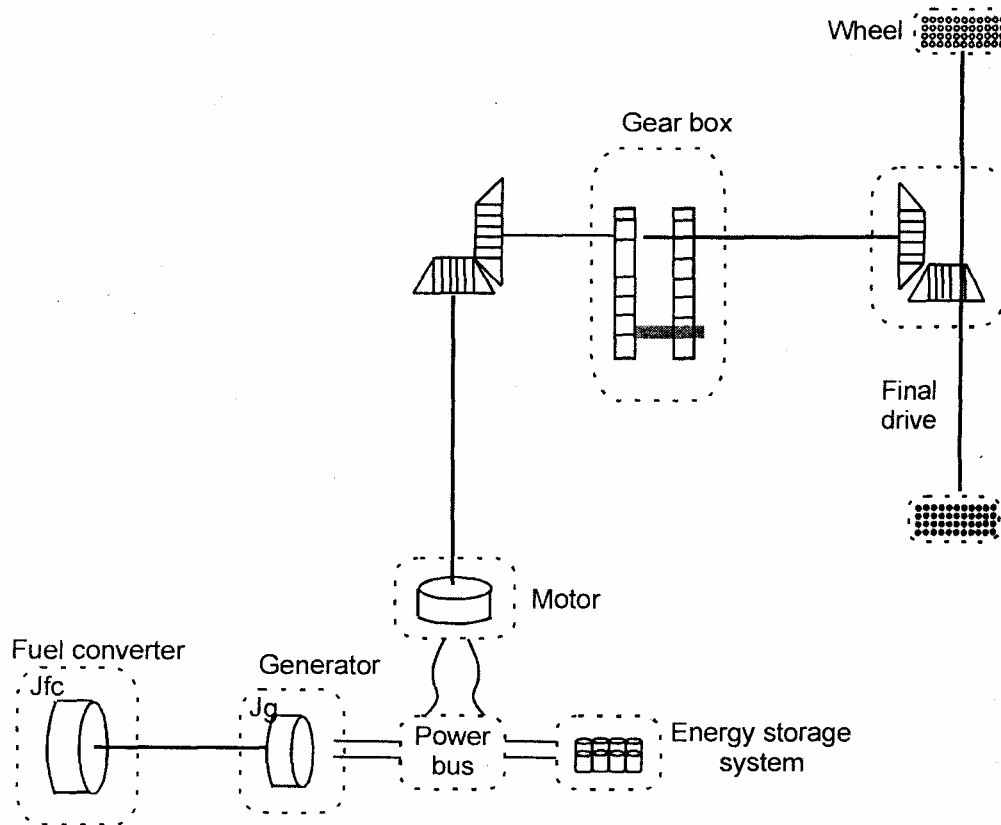 Wheel
Gear box
Final
drive
Motor
Fuel converter
Jfc
Generator
Jg
Power
bus
Energy storage
system